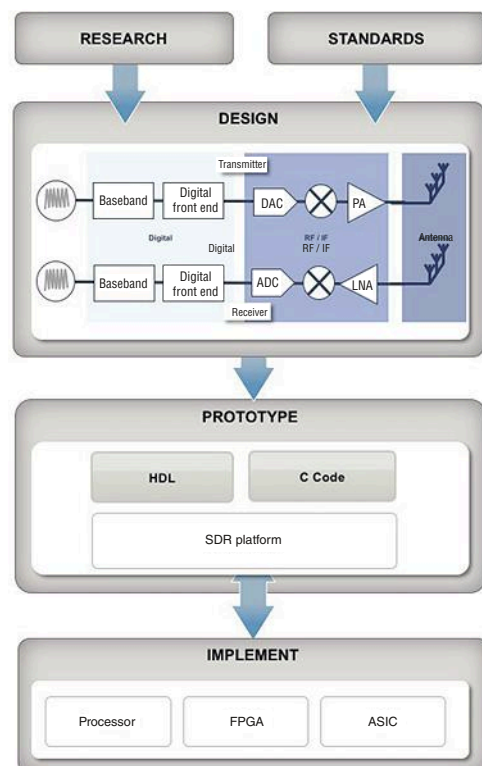 RESEARCH
STANDARDS
DESIGN
Transmitter
Baseband
Digital
front end
DAC
PA
Digital
RF / IF
Antenna
Digital
RF / IF
Baseband
Digital
front end
ADC
LNA
Receiver
PROTOTYPE
HDL
C Code
SDR platform
IMPLEMENT
Processor
FPGA
ASIC